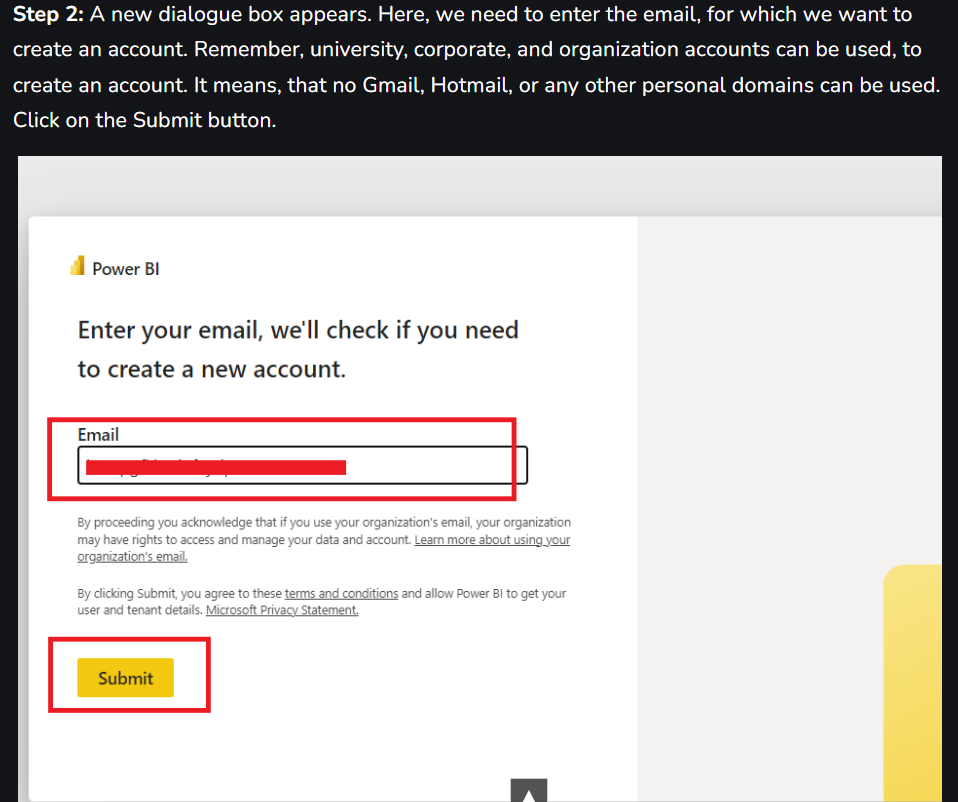 Step 2: A new dialogue box appears. Here, we need to enter the email, for which we want to
create an account. Remember, university, corporate, and organization accounts can be used, to
create an account. It means, that no Gmail, Hotmail, or any other personal domains can be used.
Click on the Submit button.
Power BI
Enter your email, we'll check if you need
to create a new account.
Email
By proceeding you acknowledge that if you use your organization's email, your organization
may have rights to access and manage your data and account. Learn more about using your
organization's email.
By clicking Submit, you agree to these terms and conditions and allow Power BI to get your
user and tenant details. Microsoft Privacy Statement.
Submit